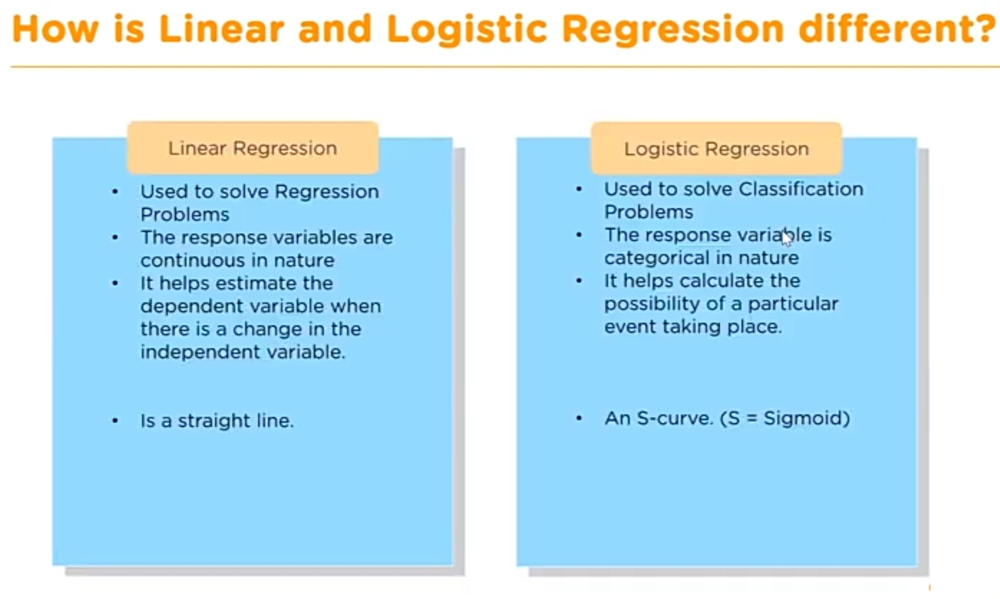 How is Linear and Logistic Regression different?
Linear Regression
• Used to solve Regression
Problems
• The response variables are
continuous in nature
• It helps estimate the
dependent variable when
there is a change in the
independent variable.
• Is a straight line.
Logistic Regression
• Used to solve Classification
Problems
• The response variable is
categorical in nature
• It helps calculate the
possibility of a particular
event taking place.
• An S-curve. (S = Sigmoid)